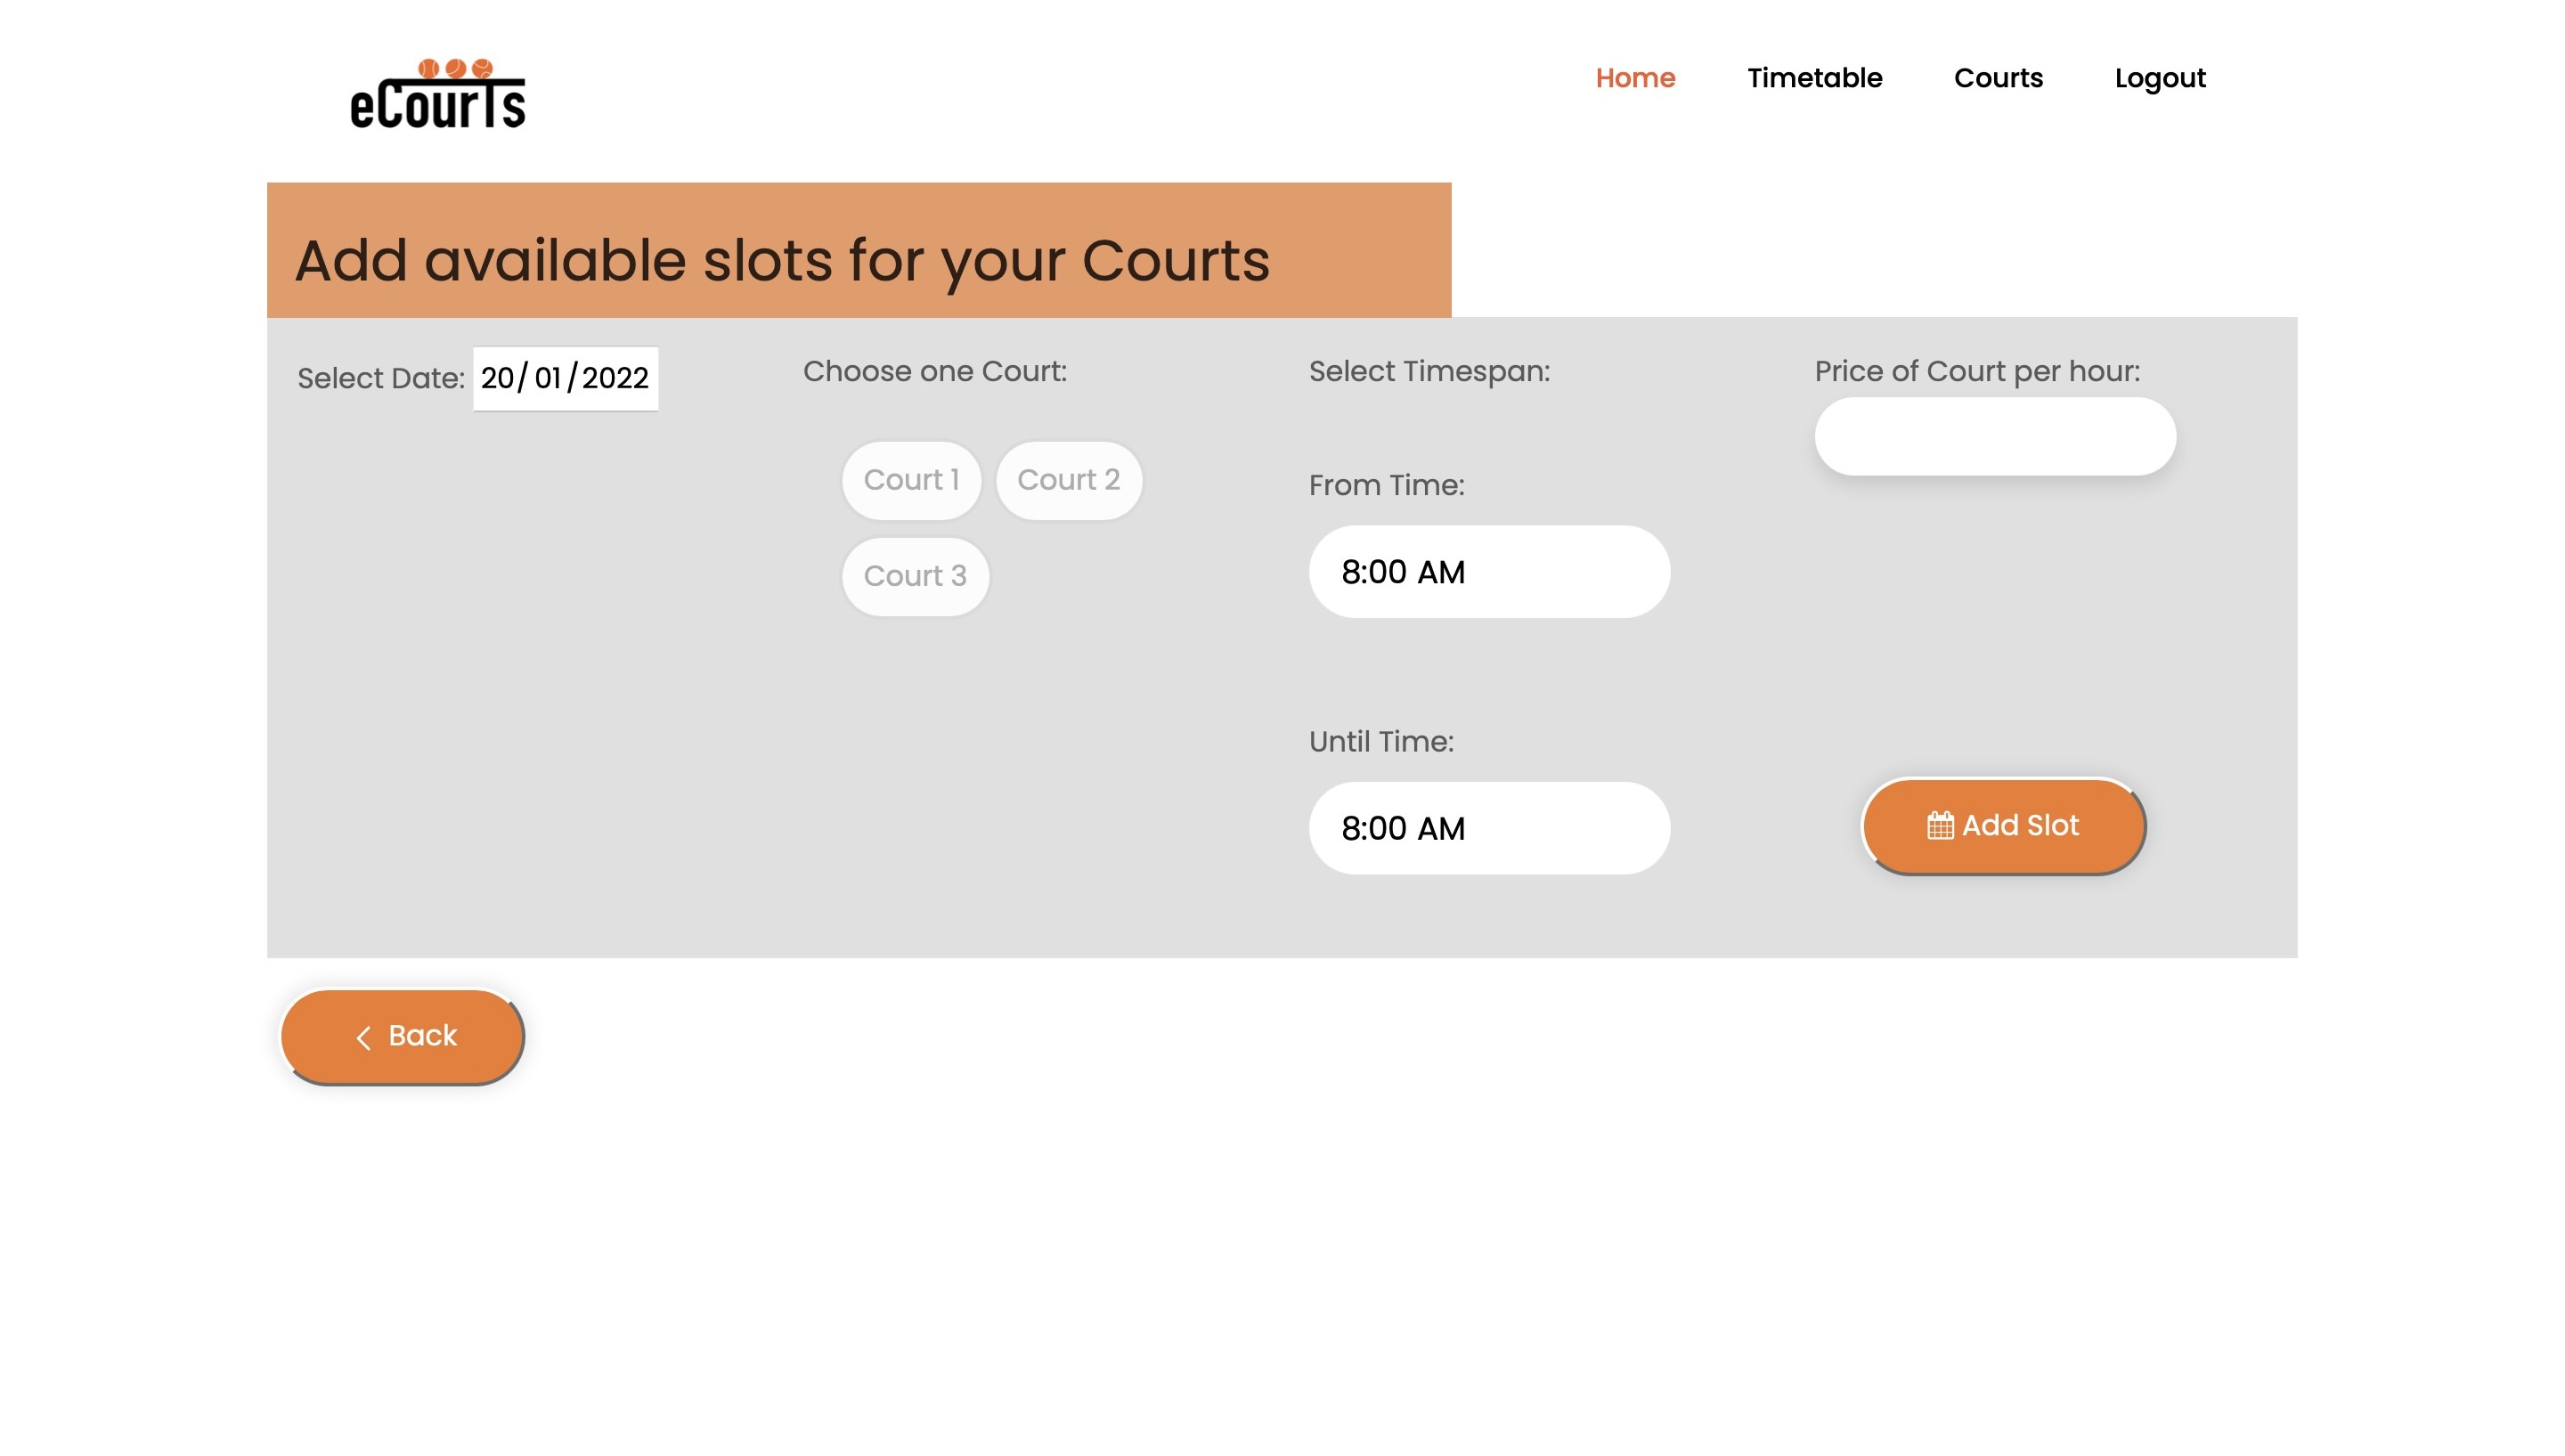 eCourts
Home Timetable Courts Logout
Add available slots for your Courts
Select Date: 20/01/2022
Choose one Court:
Court 1 Court 2
Court 3
Select Timespan:
From Time:
8:00 AM
Until Time:
8:00 AM
Price of Court per hour:
Add Slot
Back